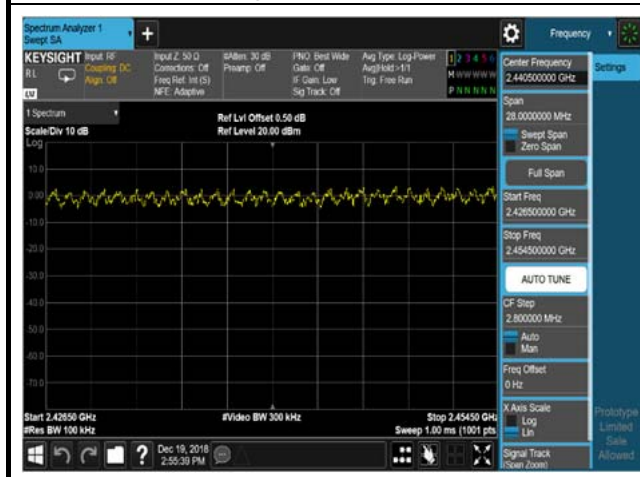 Spectrum Analyzer 1
Swept SA
Frequency
KEYSIGHT
RL
Input: RF
Coupling: DC
Align: Off
Input Z: 50 Ω
Corrections: Off
Freq Ref: Int (S)
NFE: Adaptive
#Atten: 30 dB
Preamp: Off
PNO: Best Wide
Gate: Off
IF Gain: Low
Sig Track: Off
Avg Type: Log-Power
Avg|Hold:>1/1
Trig: Free Run
1 2 3 4 5 6
M W W W W W
P N N N N N
1 Spectrum
Scale/Div 10 dB
Log
Ref Lvl Offset 0.50 dB
Ref Level 20.00 dBm
10.0
0.00
-10.0
-20.0
-30.0
-40.0
-50.0
-60.0
-70.0
Start 2.42650 GHz
#Res BW 100 kHz
#Video BW 300 kHz
Stop 2.45450 GHz
Sweep 1.00 ms (1001 pts
Dec 19, 2018
2:55:39 PM
Center Frequency
2.440500000 GHz
Settings
Span
28.0000000 MHz
Swept Span
Zero Span
Full Span
Start Freq
2.426500000 GHz
Stop Freq
2.454500000 GHz
AUTO TUNE
CF Step
2.800000 MHz
Auto
Man
Freq Offset
0 Hz
X Axis Scale
Log
Lin
Signal Track
(Span Zoom)
Prototype
Limited
Sale
Allowed